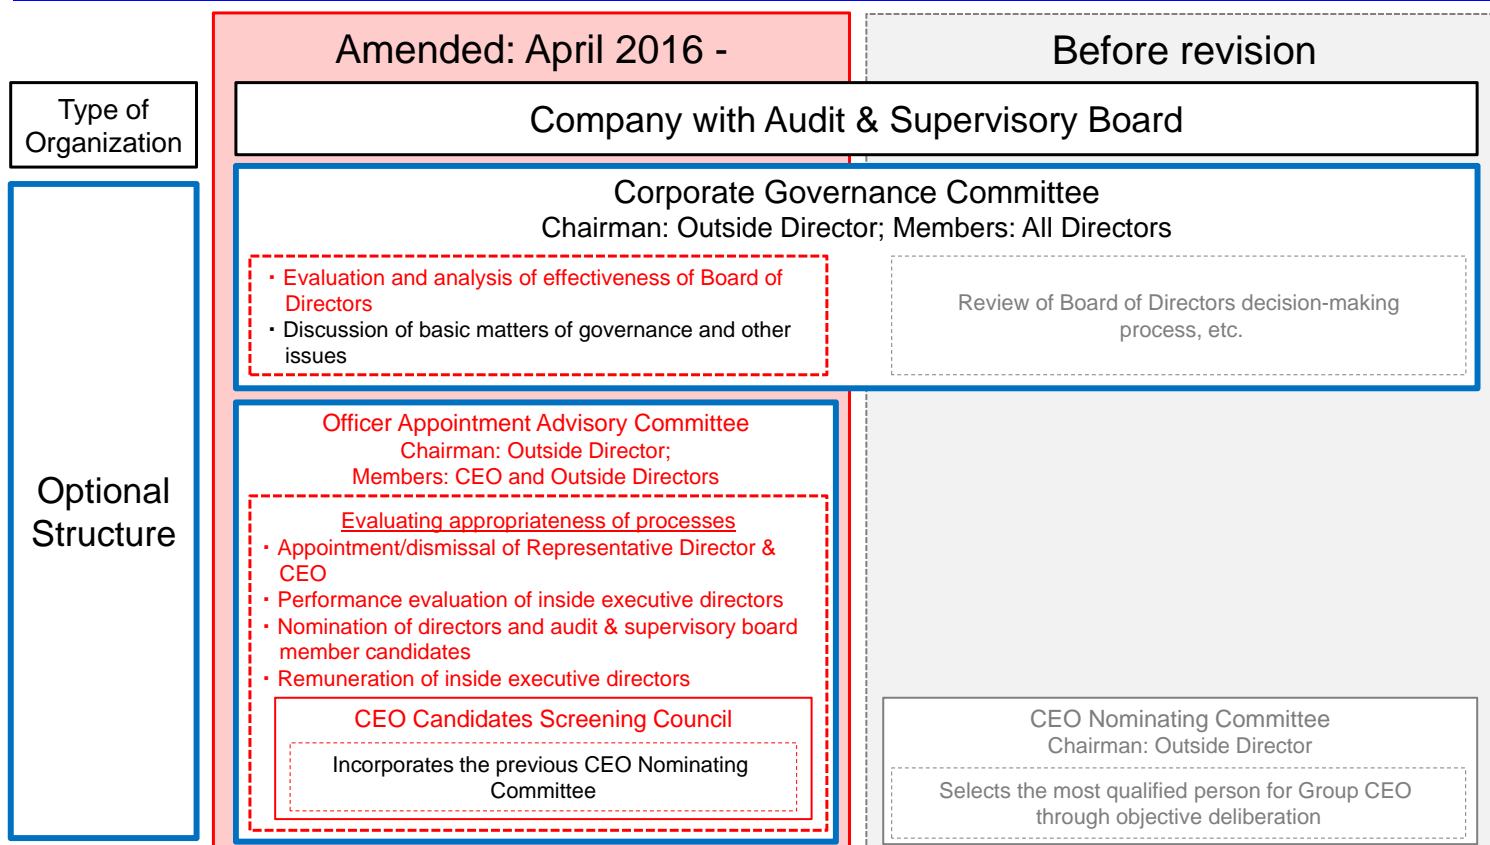 Amended: April 2016 -
Before revision
Type of
Organization
Company with Audit & Supervisory Board
Corporate Governance Committee
Chairman: Outside Director; Members: All Directors
・Evaluation and analysis of effectiveness of Board of
Directors
・Discussion of basic matters of governance and other
issues
Review of Board of Directors decision-making
process, etc.
Optional
Structure
Officer Appointment Advisory Committee
Chairman: Outside Director;
Members: CEO and Outside Directors
Evaluating appropriateness of processes
・Appointment/dismissal of Representative Director &
CEO
・Performance evaluation of inside executive directors
・Nomination of directors and audit & supervisory board
member candidates
・Remuneration of inside executive directors
CEO Candidates Screening Council
Incorporates the previous CEO Nominating
Committee
CEO Nominating Committee
Chairman: Outside Director
Selects the most qualified person for Group CEO
through objective deliberation